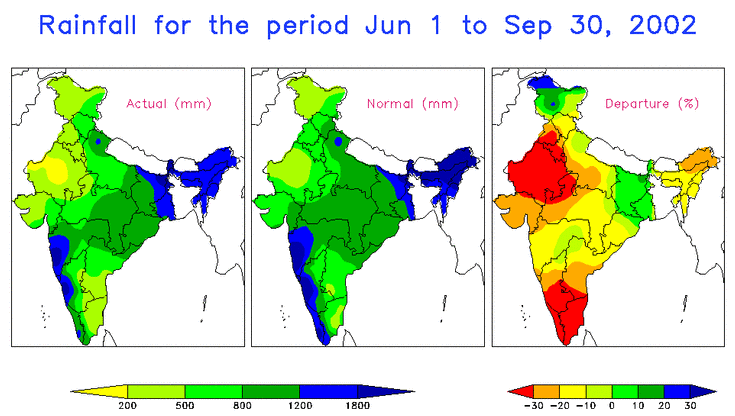 Rainfall for the period Jun 1 to Sep 30, 2002
Actual (mm)
Normal (mm)
Departure (%)
200 500 800 1200 1800
-30 -20 -10 0 10 20 30